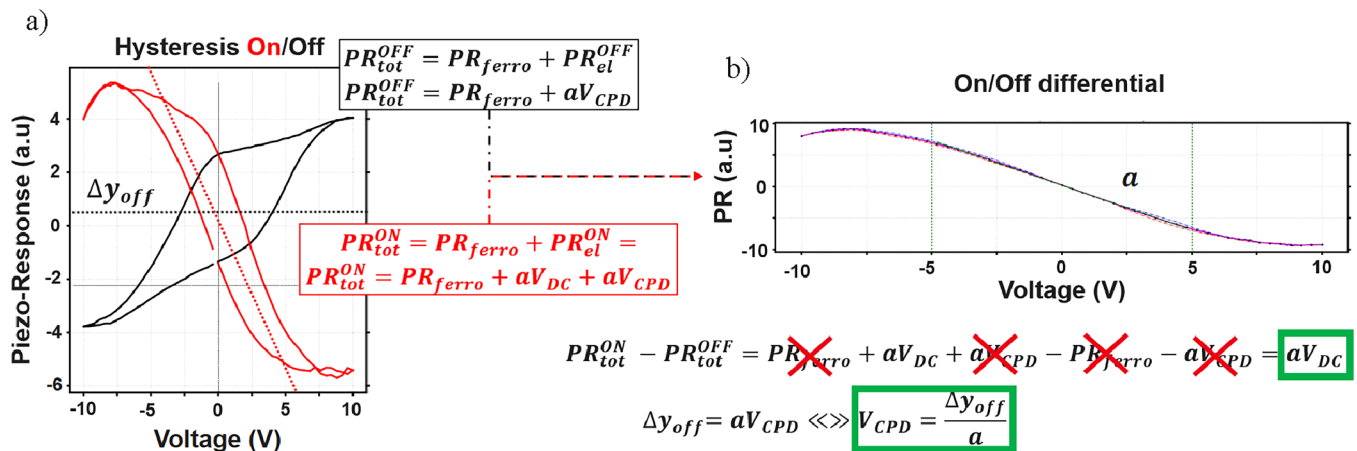 a)
Hysteresis On/Off
PR_tot^OFF = PR_ferro + PR_el^OFF
PR_tot^OFF = PR_ferro + aV_CPD
Piezo-Response (a.u)
4
2
0
-2
-4
-6
Δy_off
-10 -5 0 5 10
Voltage (V)
PR_tot^ON = PR_ferro + PR_el^ON =
PR_tot^ON = PR_ferro + aV_DC + aV_CPD
b)
On/Off differential
PR (a.u)
10
0
-10
a
-10 -5 0 5 10
Voltage (V)
PR_tot^ON − PR_tot^OFF = PR_ferro + aV_DC + aV_CPD − PR_ferro − aV_CPD = aV_DC
Δy_off = aV_CPD ≪≫ V_CPD = Δy_off / a